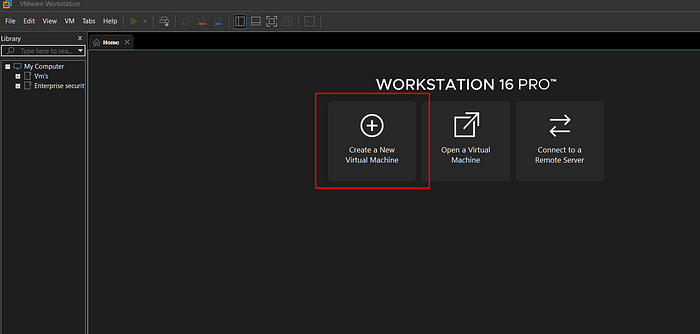 VMware Workstation
File Edit View VM Tabs Help
Library X
Type here to sea...
Home X
My Computer
Vm's
Enterprise securit
WORKSTATION 16 PRO™
Create a New
Virtual Machine
Open a Virtual
Machine
Connect to a
Remote Server